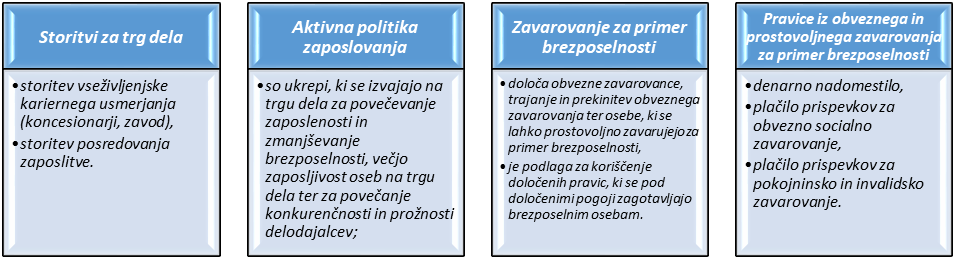 Storitvi za trg dela
•storitev vseživljenjske
kariernega usmerjanja
(koncesionarji, zavod),
•storitev posredovanja
zaposlitve.
Aktivna politika
zaposlovanja
•so ukrepi, ki se izvajajo na
trgu dela za povečevanje
zaposlenosti in
zmanjševanje
brezposelnosti, večjo
zaposljivost oseb na trgu
dela ter za povečanje
konkurenčnosti in prožnosti
delodajalcev;
Zavarovanje za primer
brezposelnosti
•določa obvezne zavarovance,
trajanje in prekinitev obveznega
zavarovanja ter osebe, ki se
lahko prostovoljno zavarujejo za
primer brezposelnosti,
•je podlaga za koriščenje
določenih pravic, ki se pod
določenimi pogoji zagotavljajo
brezposelnim osebam.
Pravice iz obveznega in
prostovoljnega zavarovanja
za primer brezposelnosti
•denarno nadomestilo,
•plačilo prispevkov za
obvezno socialno
zavarovanje,
•plačilo prispevkov za
pokojninsko in invalidsko
zavarovanje.